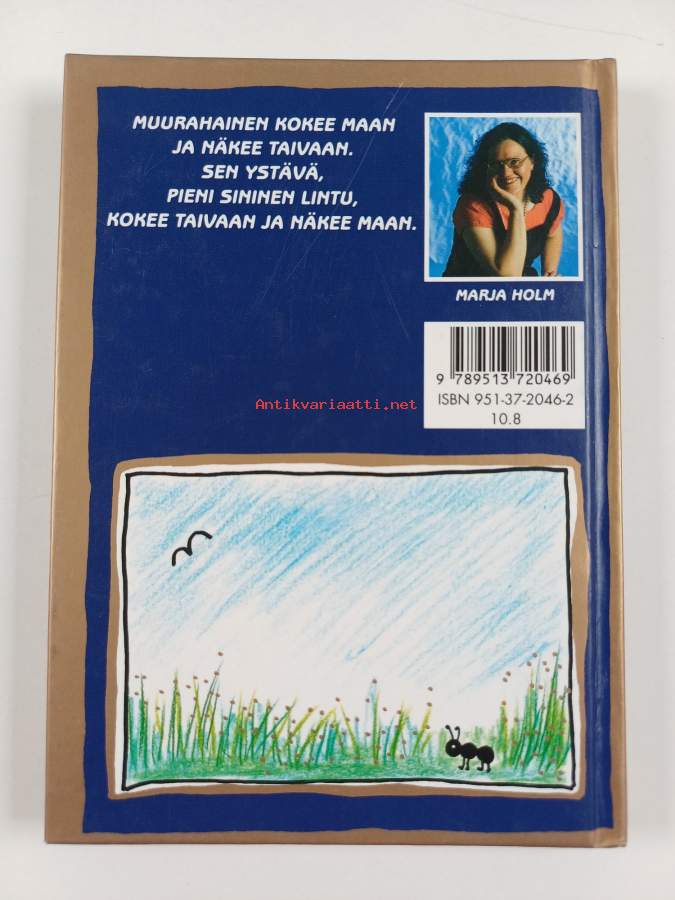 MUURAHAINEN KOKEE MAAN
JA NÄKEE TAIVAAN.
SEN YSTÄVÄ,
PIENI SININEN LINTU,
KOKEE TAIVAAN JA NÄKEE MAAN.
MARJA HOLM
9 789513 720469
ISBN 951-37-2046-2
10.8
Antikvariaatti.net